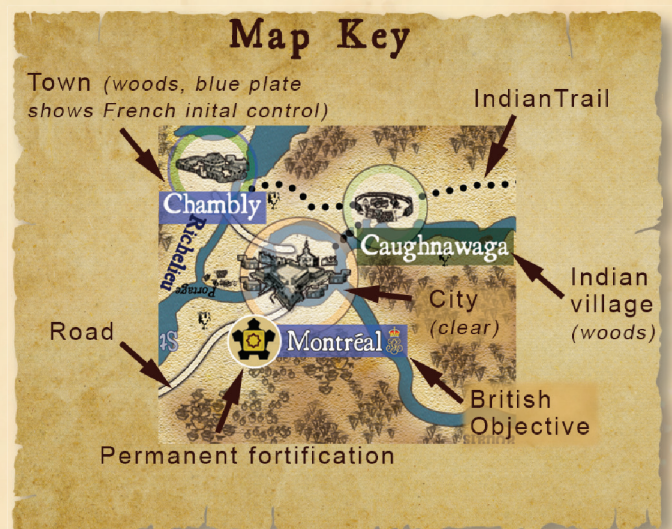 Map Key
Town (woods, blue plate
shows French inital control)
IndianTrail
Chambly
Richelieu
Caughnawaga
Portage
City
(clear)
Indian
village
(woods)
Road
Montréal
British
Objective
Permanent fortification